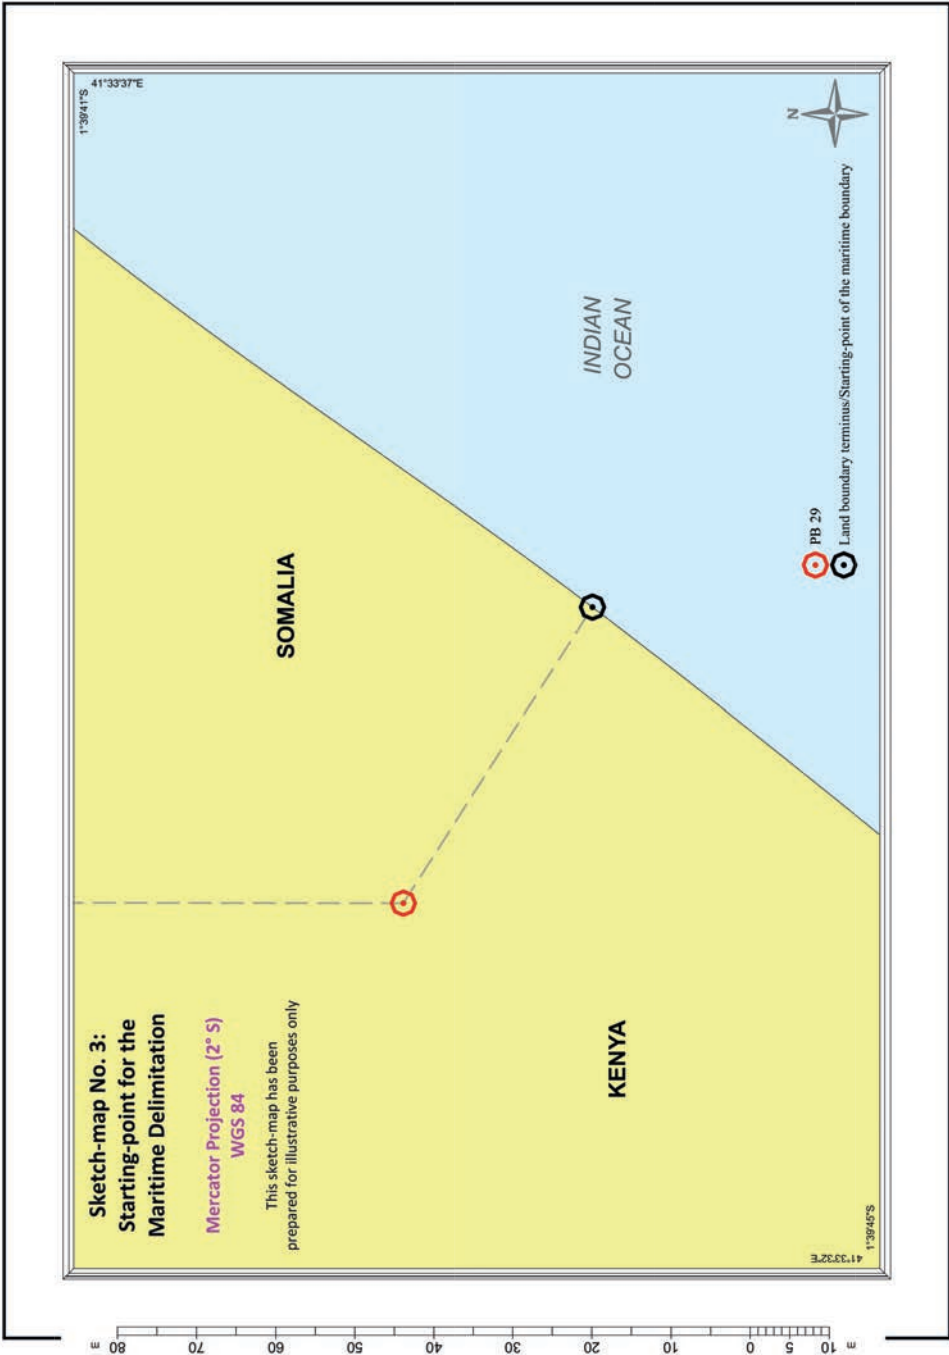 Sketch-map No. 3:
Starting-point for the
Maritime Delimitation
Mercator Projection (2° S)
WGS 84
This sketch-map has been
prepared for illustrative purposes only
1°39'41"S
41°33'37"E
SOMALIA
INDIAN
OCEAN
KENYA
N
PB 29
Land boundary terminus/Starting-point of the maritime boundary
41°33'32"E
1°39'45"S
m
10
5
0
10
20
30
40
50
60
70
80
m